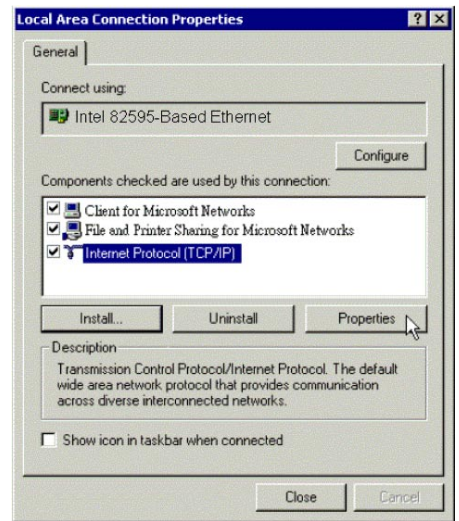 Local Area Connection Properties
General
Connect using:
Intel 82595-Based Ethernet
Configure
Components checked are used by this connection:
Client for Microsoft Networks
File and Printer Sharing for Microsoft Networks
Internet Protocol (TCP/IP)
Install... Uninstall Properties
Description
Transmission Control Protocol/Internet Protocol. The default
wide area network protocol that provides communication
across diverse interconnected networks.
Show icon in taskbar when connected
Close Cancel